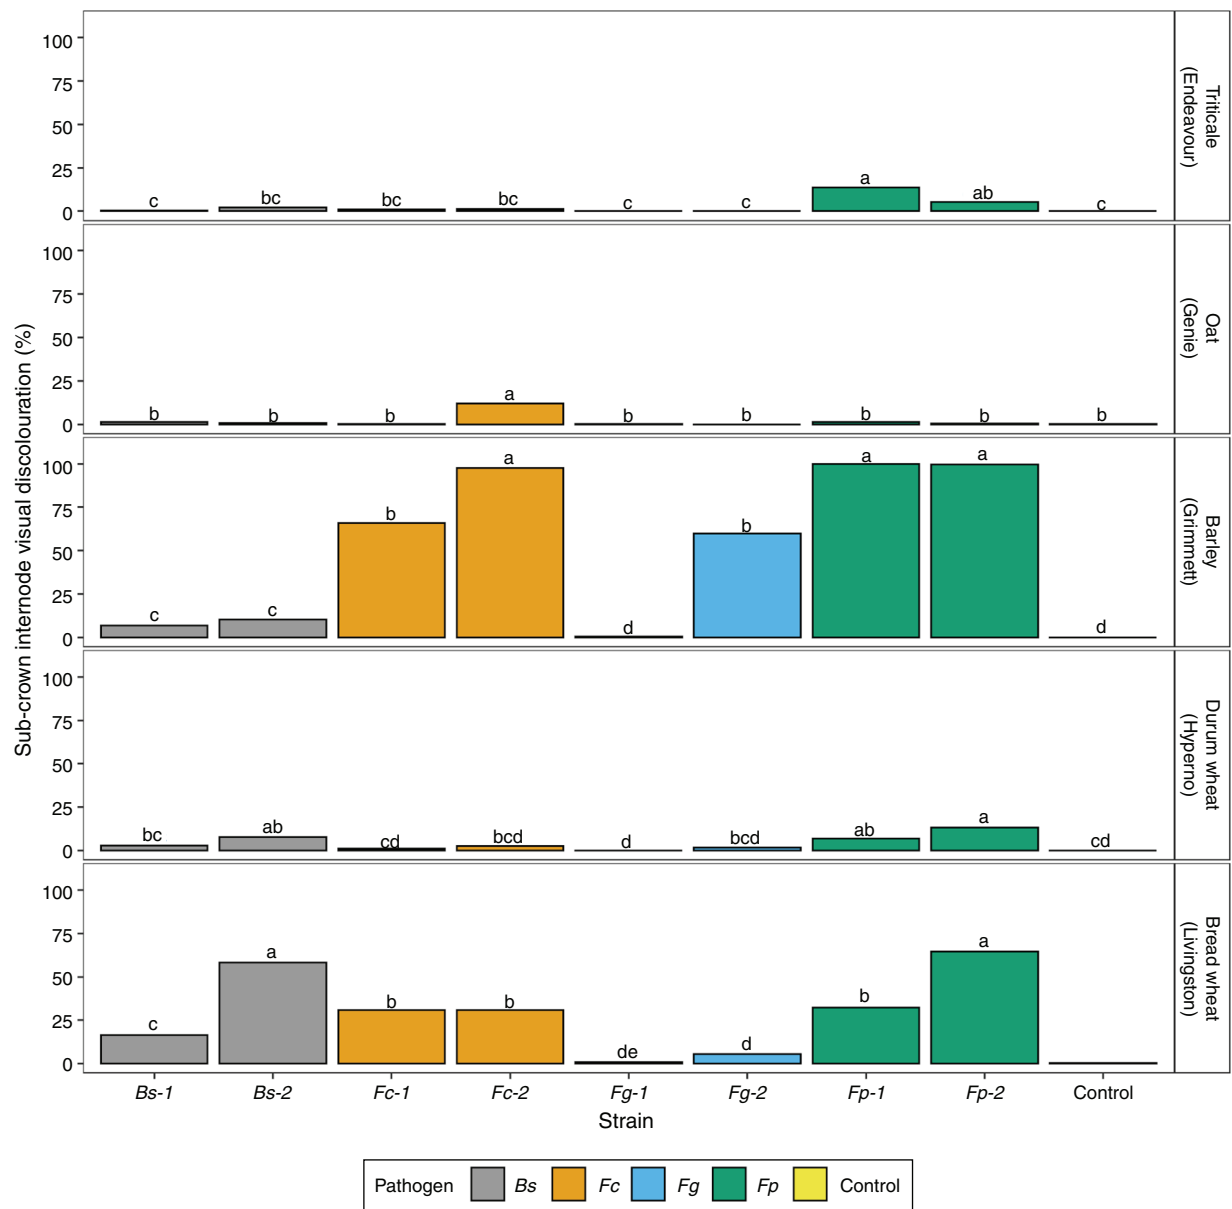 Sub-crown internode visual discolouration (%)
100
75
50
25
0
c
bc
bc
bc
c
c
a
ab
c
Triticale
(Endeavour)
100
75
50
25
0
b
b
b
a
b
b
b
b
b
Oat
(Genie)
100
75
50
25
0
c
c
b
a
d
b
a
a
d
Barley
(Grimmett)
100
75
50
25
0
bc
ab
cd
bcd
d
bcd
ab
a
cd
Durum wheat
(Hyperno)
100
75
50
25
0
c
a
b
b
de
d
b
a
Bread wheat
(Livingston)
Bs-1 Bs-2 Fc-1 Fc-2 Fg-1 Fg-2 Fp-1 Fp-2 Control
Strain
Pathogen Bs Fc Fg Fp Control